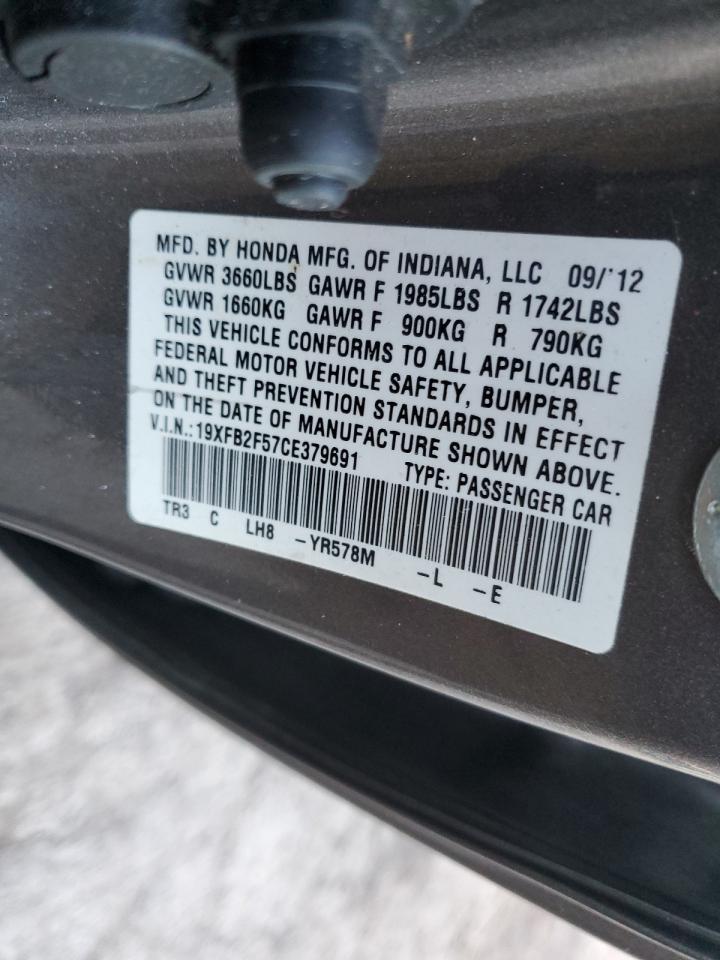 MFD. BY HONDA MFG. OF INDIANA, LLC 09/'12
GVWR 3660LBS GAWR F 1985LBS R 1742LBS
GVWR 1660KG GAWR F 900KG R 790KG
THIS VEHICLE CONFORMS TO ALL APPLICABLE
FEDERAL MOTOR VEHICLE SAFETY, BUMPER,
AND THEFT PREVENTION STANDARDS IN EFFECT
ON THE DATE OF MANUFACTURE SHOWN ABOVE.
V.I.N.:19XFB2F57CE379691 TYPE: PASSENGER CAR
TR3 C LH8 -YR578M -L -E